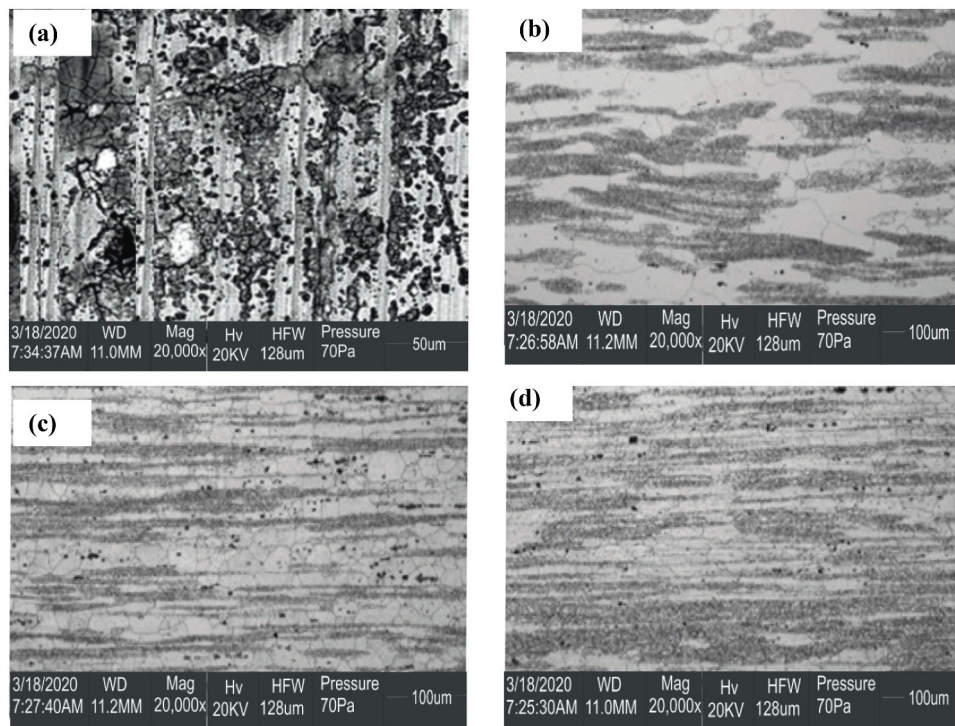 (a)
3/18/2020 WD Mag Hv HFW Pressure
7:34:37AM 11.0MM 20,000x 20KV 128um 70Pa 50um
(b)
3/18/2020 WD Mag Hv HFW Pressure
7:26:58AM 11.2MM 20,000x 20KV 128um 70Pa 100um
(c)
3/18/2020 WD Mag Hv HFW Pressure
7:27:40AM 11.2MM 20,000x 20KV 128um 70Pa 100um
(d)
3/18/2020 WD Mag Hv HFW Pressure
7:25:30AM 11.0MM 20,000x 20KV 128um 70Pa 100um